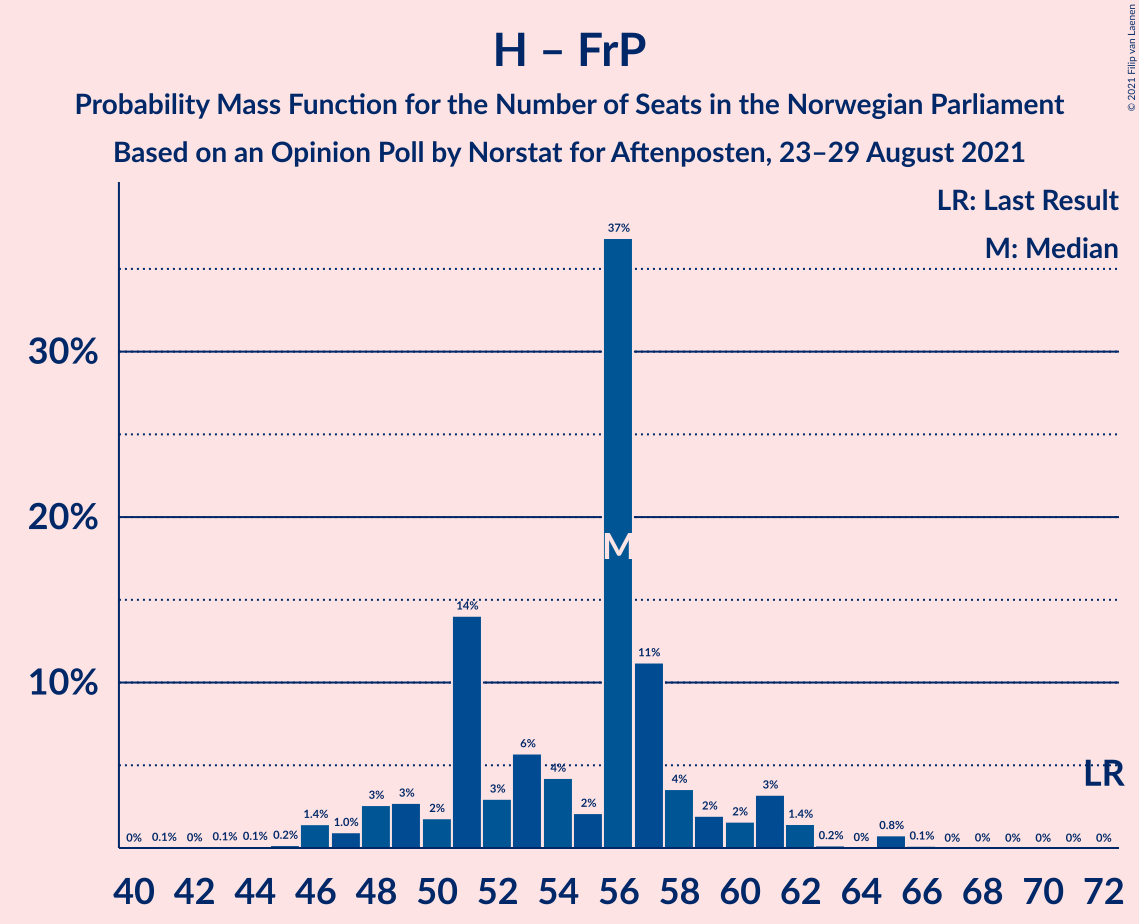 H – FrP
Probability Mass Function for the Number of Seats in the Norwegian Parliament
Based on an Opinion Poll by Norstat for Aftenposten, 23–29 August 2021
© 2021 Filip van Laenen
LR: Last Result
M: Median
30%
20%
10%
0% 0.1% 0% 0.1% 0.1% 0.2% 1.4% 1.0% 3% 3% 2% 14% 3% 6% 4% 2% 37% 11% 4% 2% 2% 3% 1.4% 0.2% 0% 0.8% 0.1% 0% 0% 0% 0% 0% 0%
M
LR
40 42 44 46 48 50 52 54 56 58 60 62 64 66 68 70 72